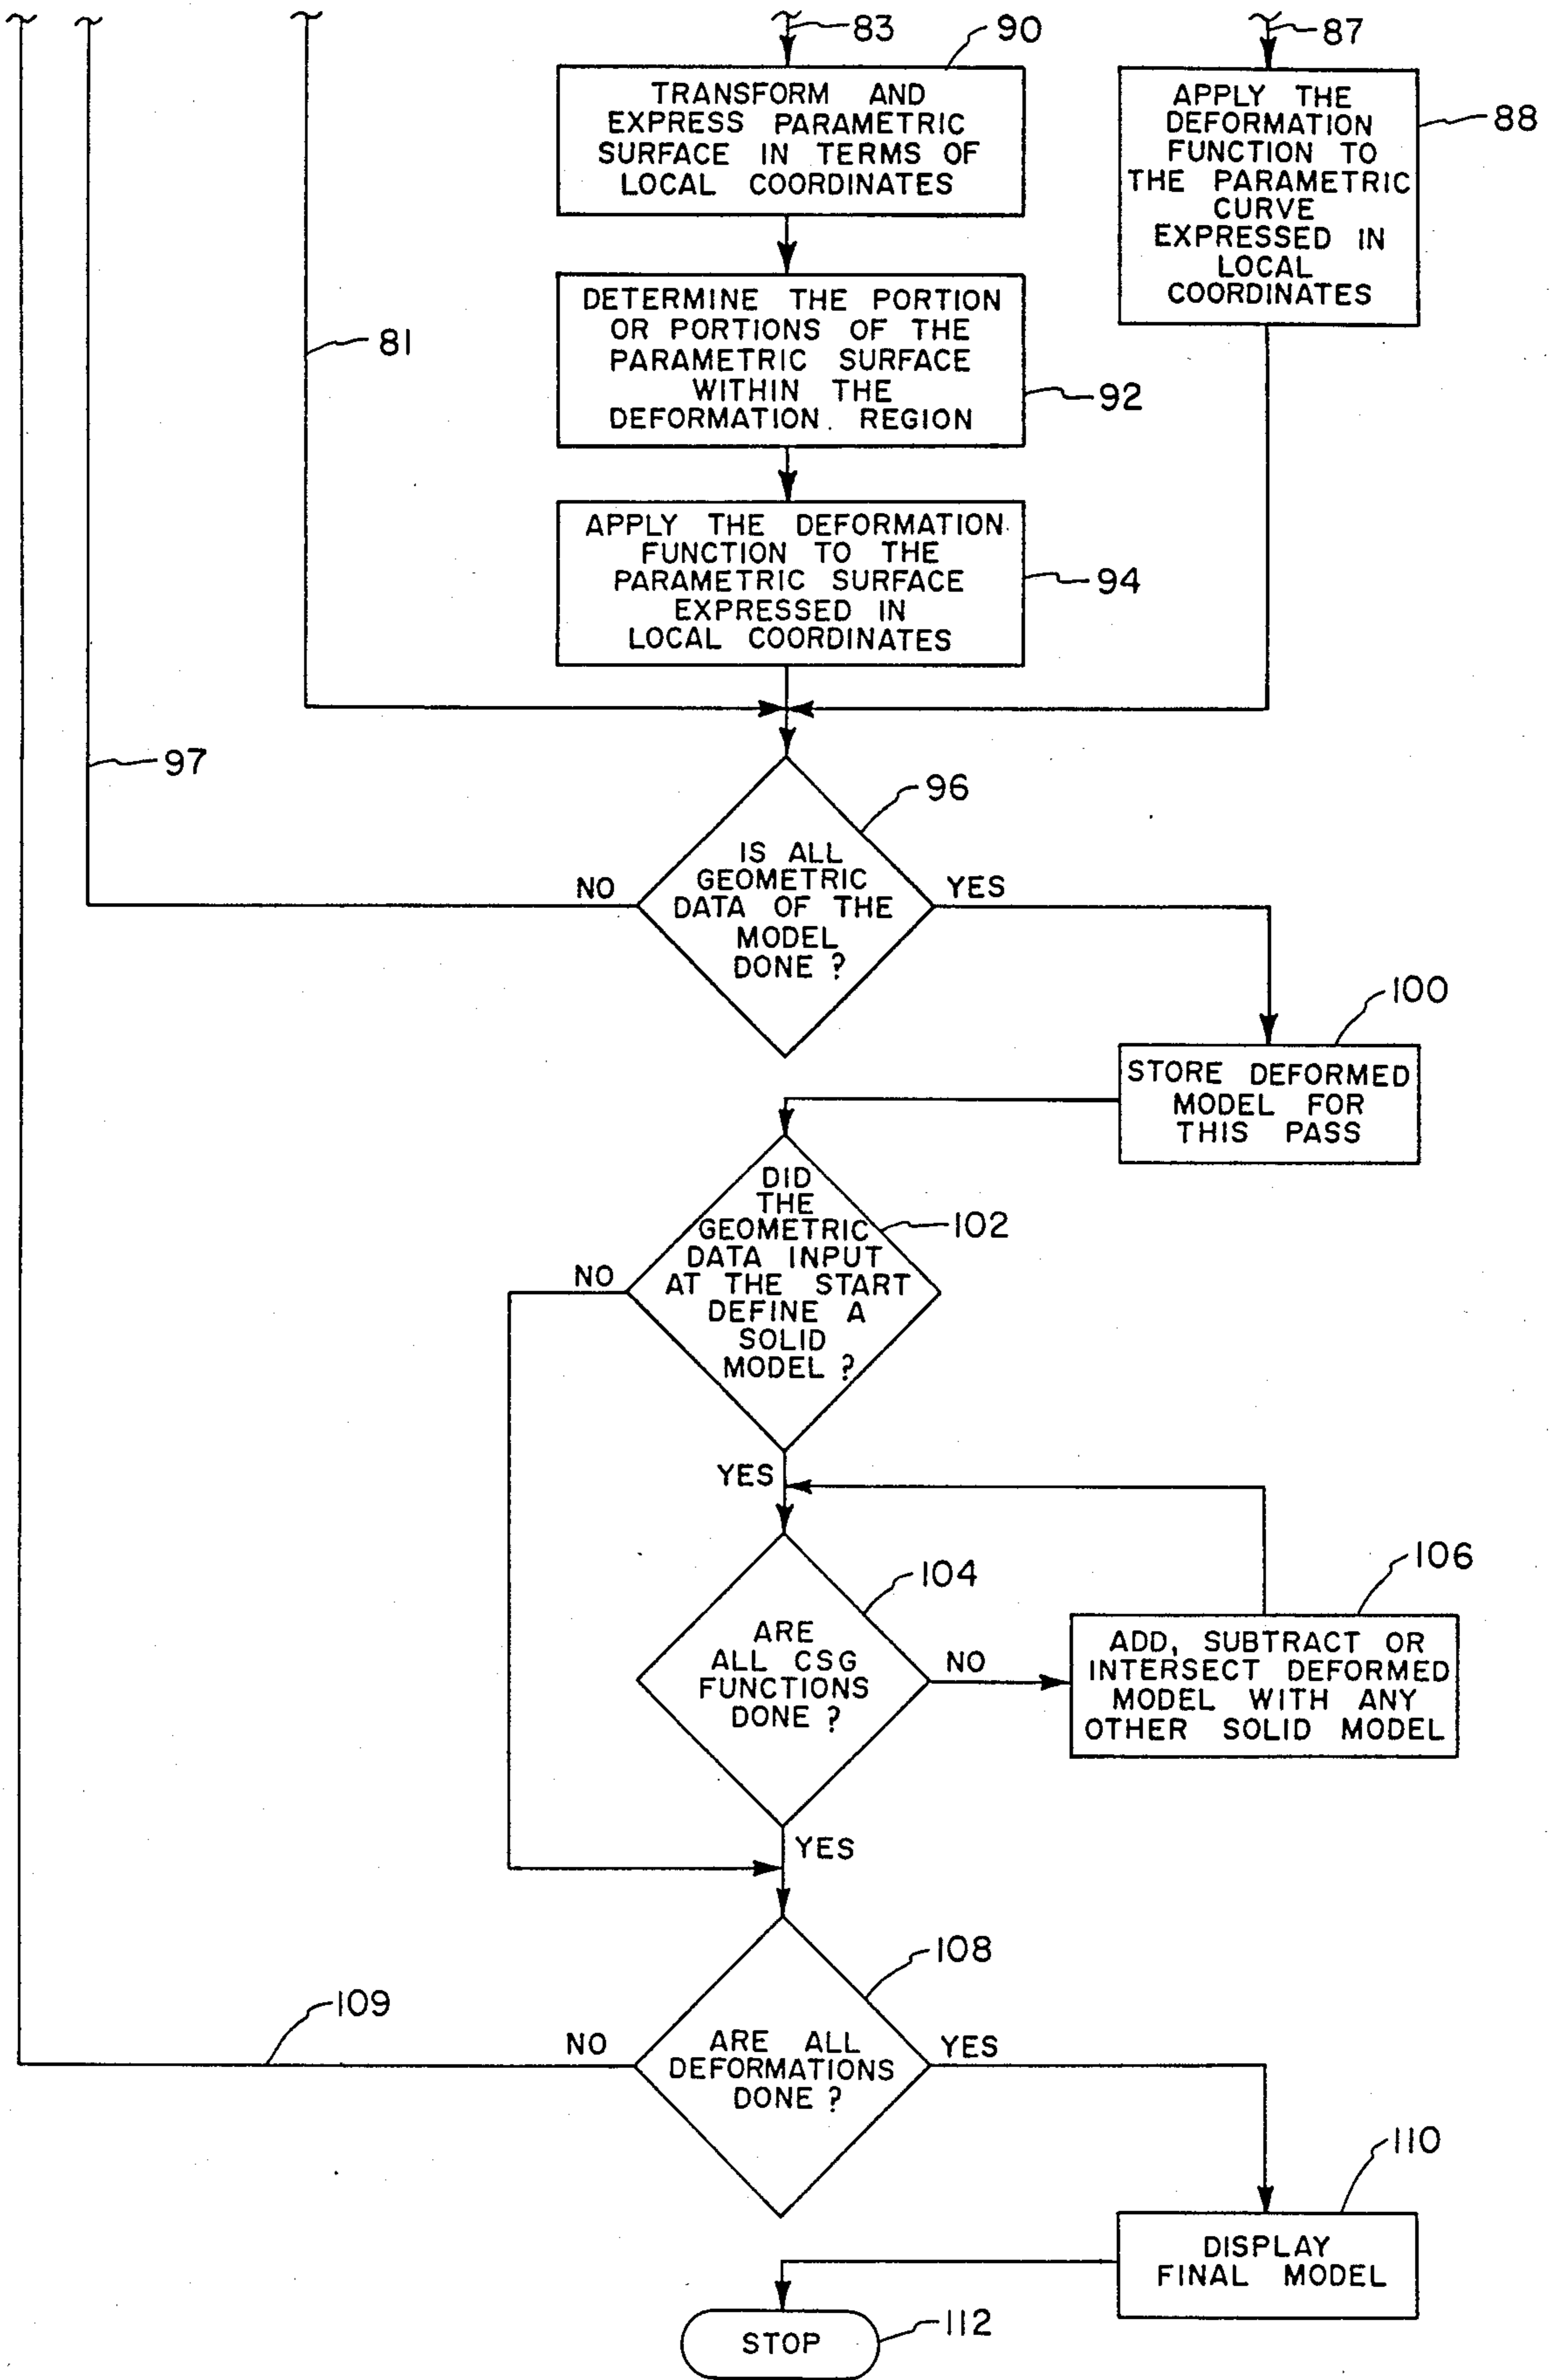 83
90
87
TRANSFORM AND
EXPRESS PARAMETRIC
SURFACE IN TERMS OF
LOCAL COORDINATES
APPLY THE
DEFORMATION
FUNCTION TO
THE PARAMETRIC
CURVE
EXPRESSED IN
LOCAL
COORDINATES
88
81
DETERMINE THE PORTION
OR PORTIONS OF THE
PARAMETRIC SURFACE
WITHIN THE
DEFORMATION REGION
92
APPLY THE DEFORMATION
FUNCTION TO THE
PARAMETRIC SURFACE
EXPRESSED IN
LOCAL COORDINATES
94
97
96
IS ALL
GEOMETRIC
DATA OF THE
MODEL
DONE ?
NO
YES
100
STORE DEFORMED
MODEL FOR
THIS PASS
DID
THE
GEOMETRIC
DATA INPUT
AT THE START
DEFINE A
SOLID
MODEL ?
102
NO
YES
104
ARE
ALL CSG
FUNCTIONS
DONE ?
NO
106
ADD, SUBTRACT OR
INTERSECT DEFORMED
MODEL WITH ANY
OTHER SOLID MODEL
YES
108
109
NO
ARE ALL
DEFORMATIONS
DONE ?
YES
110
DISPLAY
FINAL MODEL
STOP
112